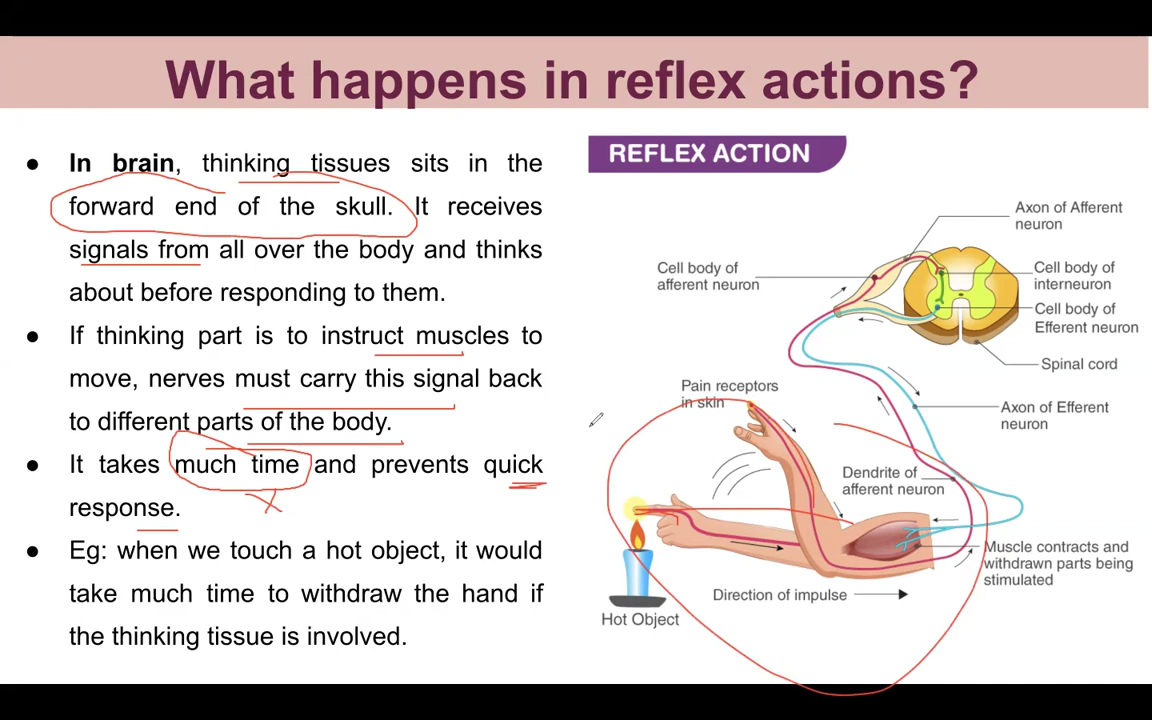 What happens in reflex actions?
● In brain, thinking tissues sits in the
forward end of the skull. It receives
signals from all over the body and thinks
about before responding to them.
● If thinking part is to instruct muscles to
move, nerves must carry this signal back
to different parts of the body.
● It takes much time and prevents quick
response.
● Eg: when we touch a hot object, it would
take much time to withdraw the hand if
the thinking tissue is involved.
REFLEX ACTION
Axon of Afferent
neuron
Cell body of
afferent neuron
Cell body of
interneuron
Cell body of
Efferent neuron
Spinal cord
Pain receptors
in skin
Axon of Efferent
neuron
Dendrite of
afferent neuron
Muscle contracts and
withdrawn parts being
stimulated
Direction of impulse
Hot Object